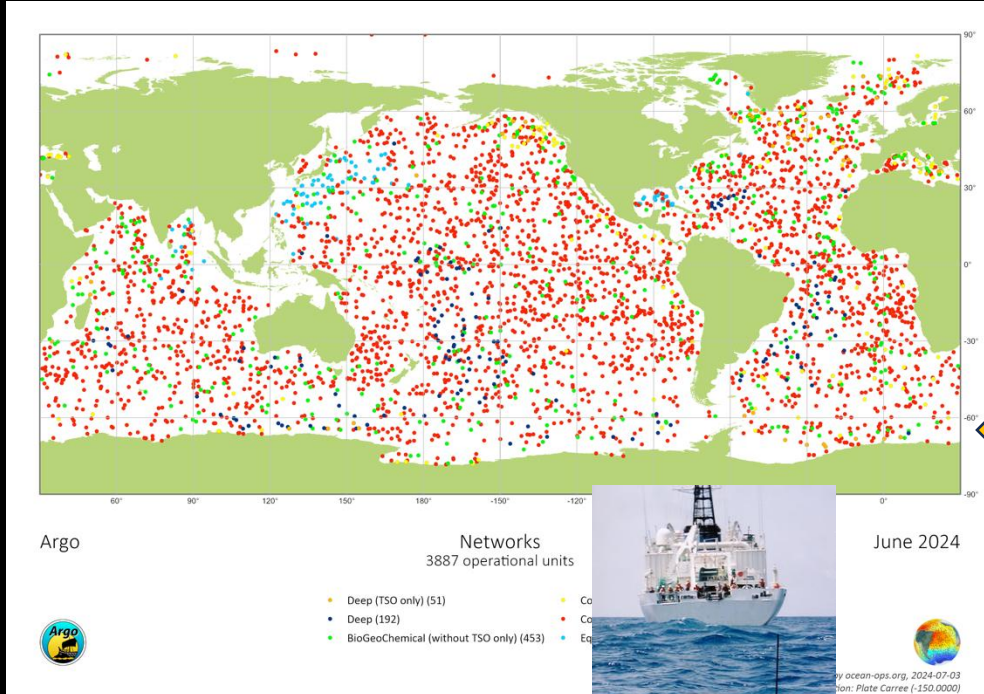 90°
60°
30°
0°
-30°
-60°
-90°
60° 90° 120° 150° 180° -150° -120° 0°
Argo
Networks
3887 operational units
June 2024
Deep (TSO only) (51)
Deep (192)
BioGeoChemical (without TSO only) (453)
Co
Co
Eq
Argo
by ocean-ops.org, 2024-07-03
ion: Plate Carree (-150.0000)